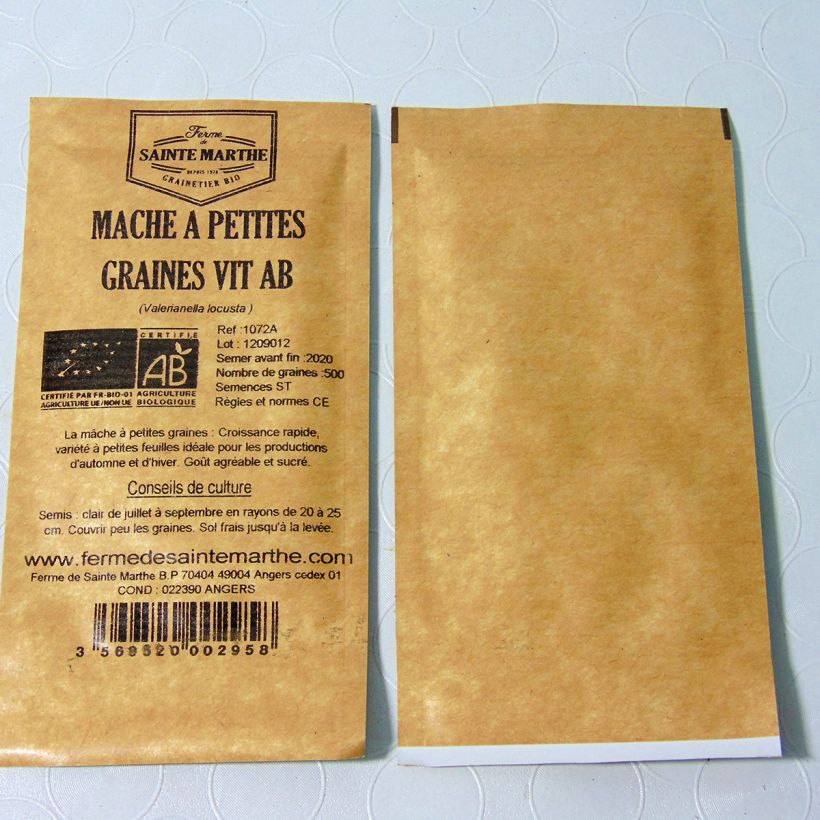 Ferme
de
SAINTE MARTHE
DEPUIS 1974
GRAINETIER BIO
MACHE A PETITES
GRAINES VIT AB
(Valerianella locusta )
CERTIFIE
AB
CERTIFIÉ PAR FR-BIO-01
AGRICULTURE UE/NON UE
AGRICULTURE
BIOLOGIQUE
Ref :1072A
Lot : 1209012
Semer avant fin :2020
Nombre de graines :500
Semences ST
Règles et normes CE
La mâche à petites graines : Croissance rapide,
variété à petites feuilles idéale pour les productions
d'automne et d'hiver. Goût agréable et sucré.
Conseils de culture
Semis : clair de juillet à septembre en rayons de 20 à 25
cm. Couvrir peu les graines. Sol frais jusqu'à la levée.
www.fermedesaintemarthe.com
Ferme de Sainte Marthe B.P 70404 49004 Angers cedex 01
COND : 022390 ANGERS
3 569520 002958